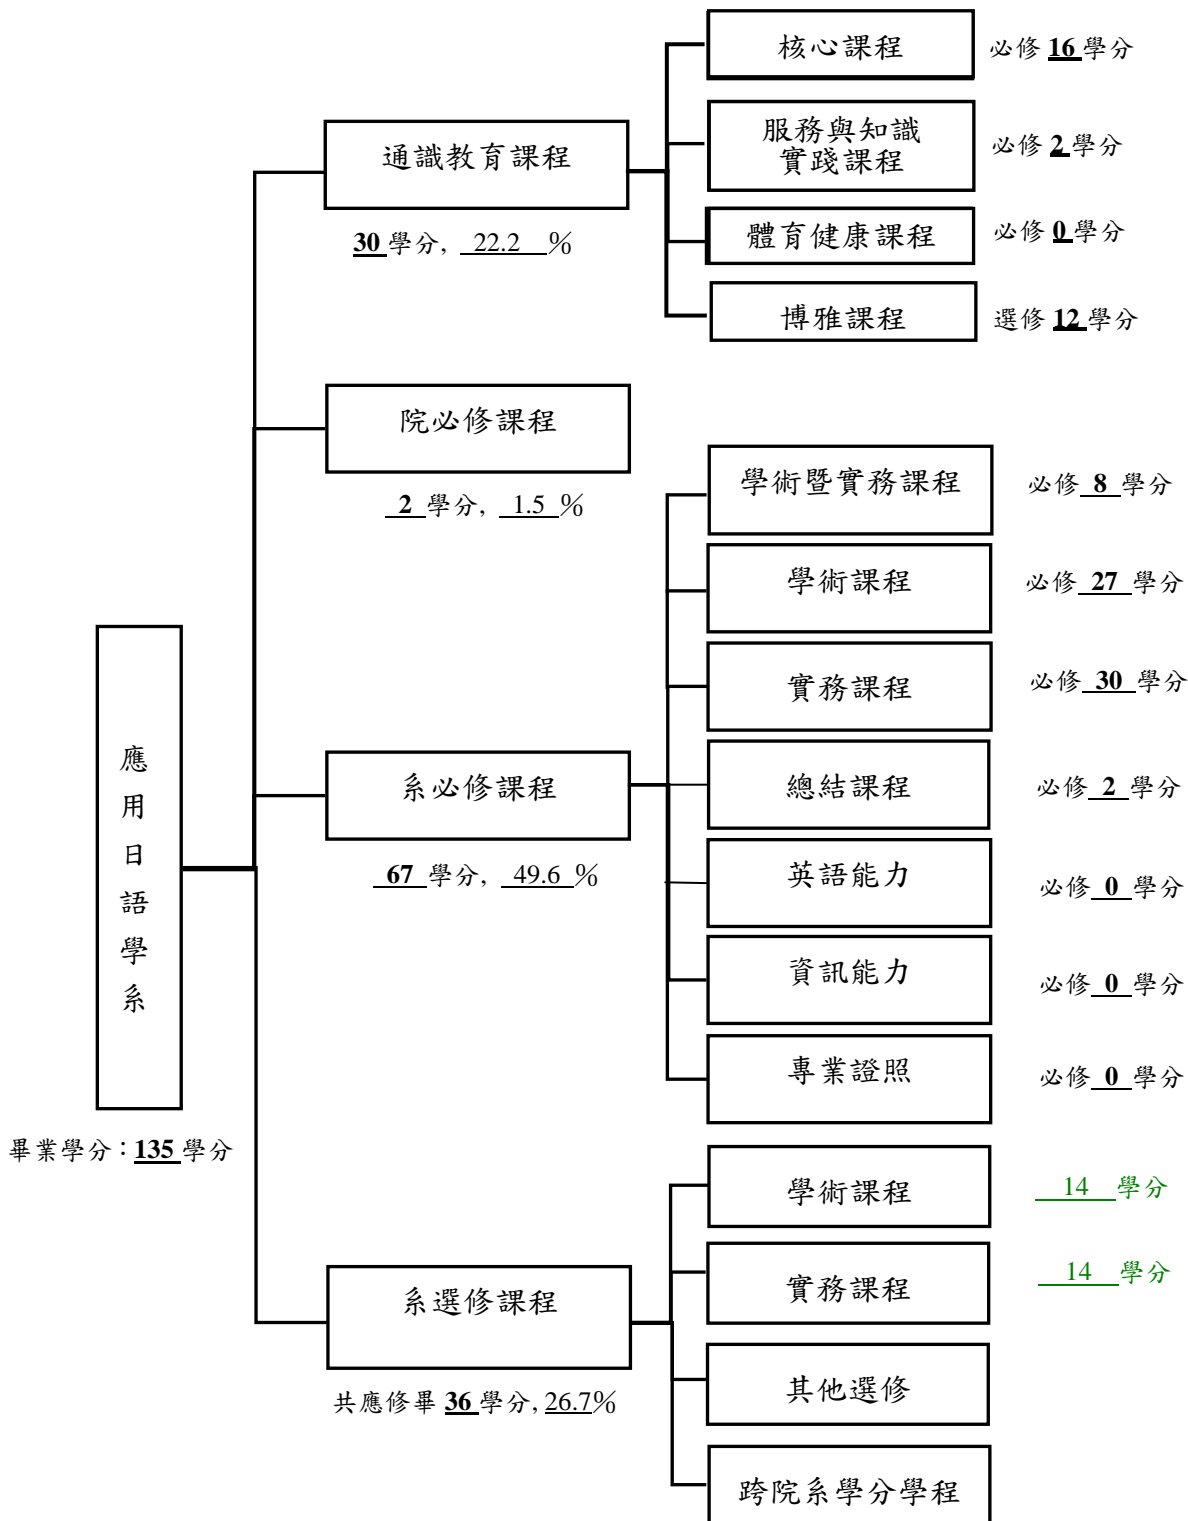 核心課程
必修 16 學分
服務與知識
實踐課程
必修 2 學分
通識教育課程
30 學分, 22.2 %
體育健康課程
必修 0 學分
博雅課程
選修 12 學分
院必修課程
2 學分, 1.5 %
學術暨實務課程
必修 8 學分
學術課程
必修 27 學分
實務課程
必修 30 學分
應用日語學系
畢業學分：135 學分
系必修課程
67 學分, 49.6 %
總結課程
必修 2 學分
英語能力
必修 0 學分
資訊能力
必修 0 學分
專業證照
必修 0 學分
學術課程
14 學分
實務課程
14 學分
系選修課程
共應修畢 36 學分, 26.7%
其他選修
跨院系學分學程